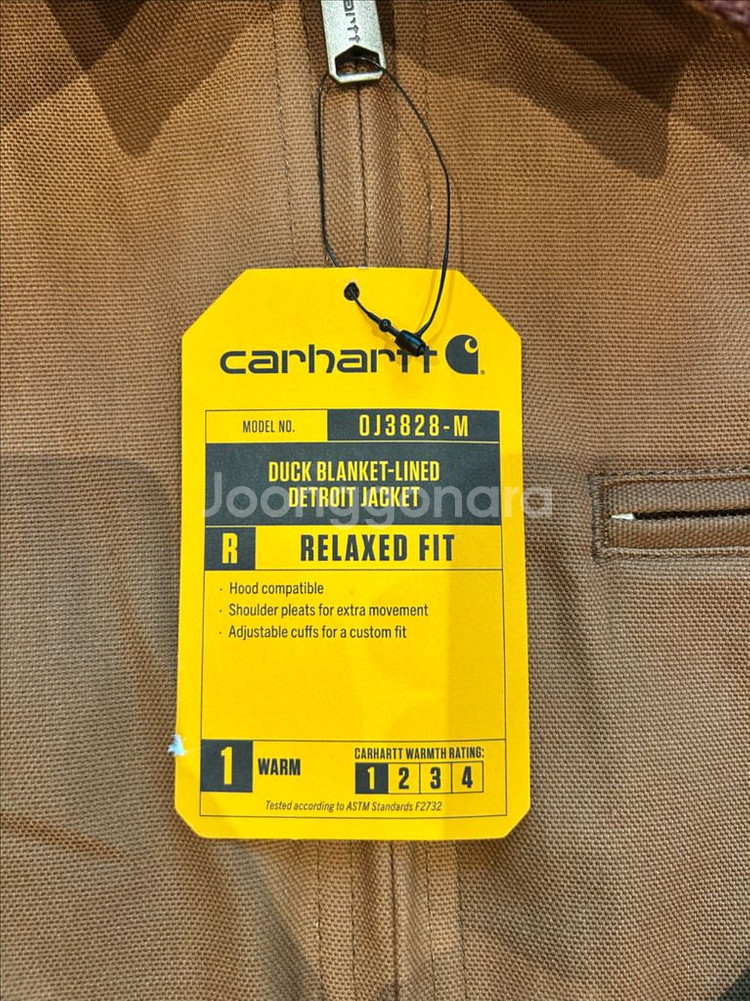 carhartt
MODEL NO. OJ3828-M
DUCK BLANKET-LINED
DETROIT JACKET
Joonggonara
R RELAXED FIT
· Hood compatible
· Shoulder pleats for extra movement
· Adjustable cuffs for a custom fit
1 WARM
CARHARTT WARMTH RATING:
1 2 3 4
Tested according to ASTM Standards F2732